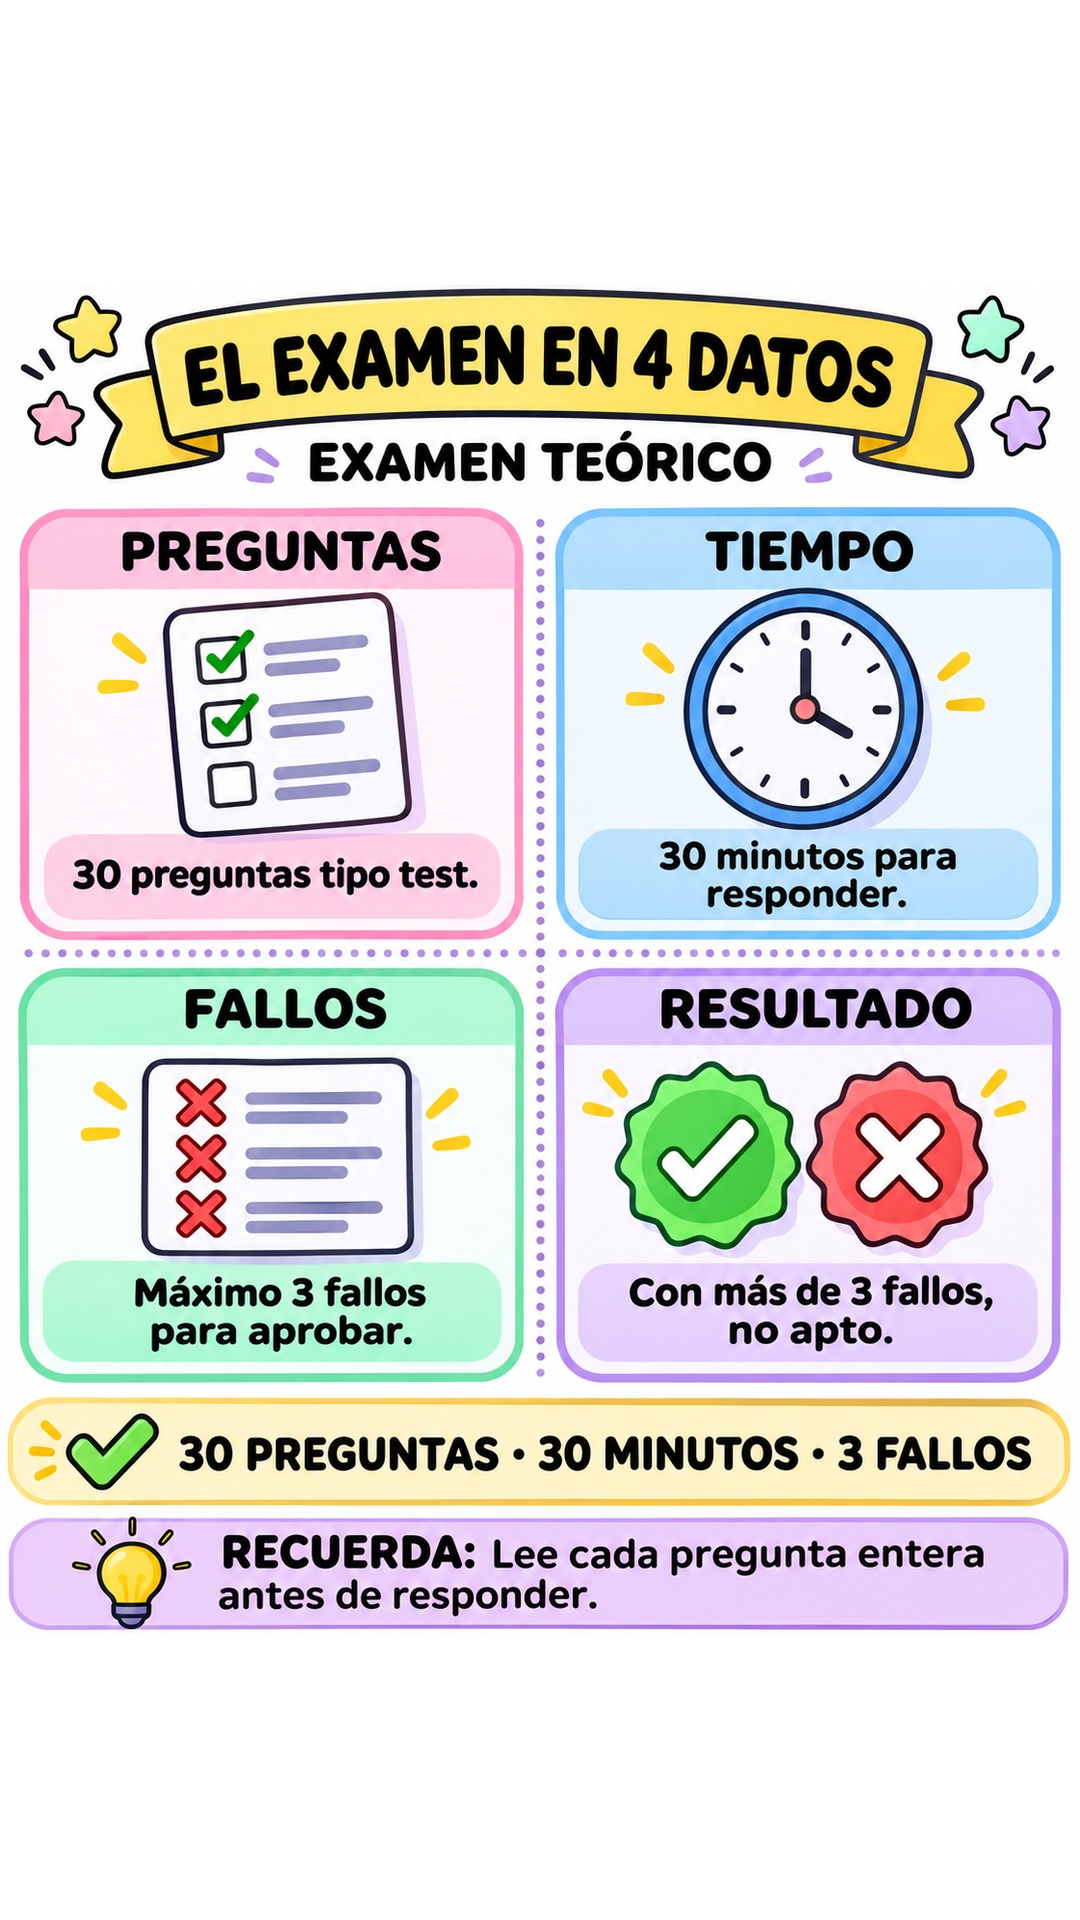 EL EXAMEN EN 4 DATOS
EXAMEN TEÓRICO
PREGUNTAS
30 preguntas tipo test.
TIEMPO
30 minutos para
responder.
FALLOS
Máximo 3 fallos
para aprobar.
RESULTADO
Con más de 3 fallos,
no apto.
30 PREGUNTAS • 30 MINUTOS • 3 FALLOS
RECUERDA: Lee cada pregunta entera
antes de responder.